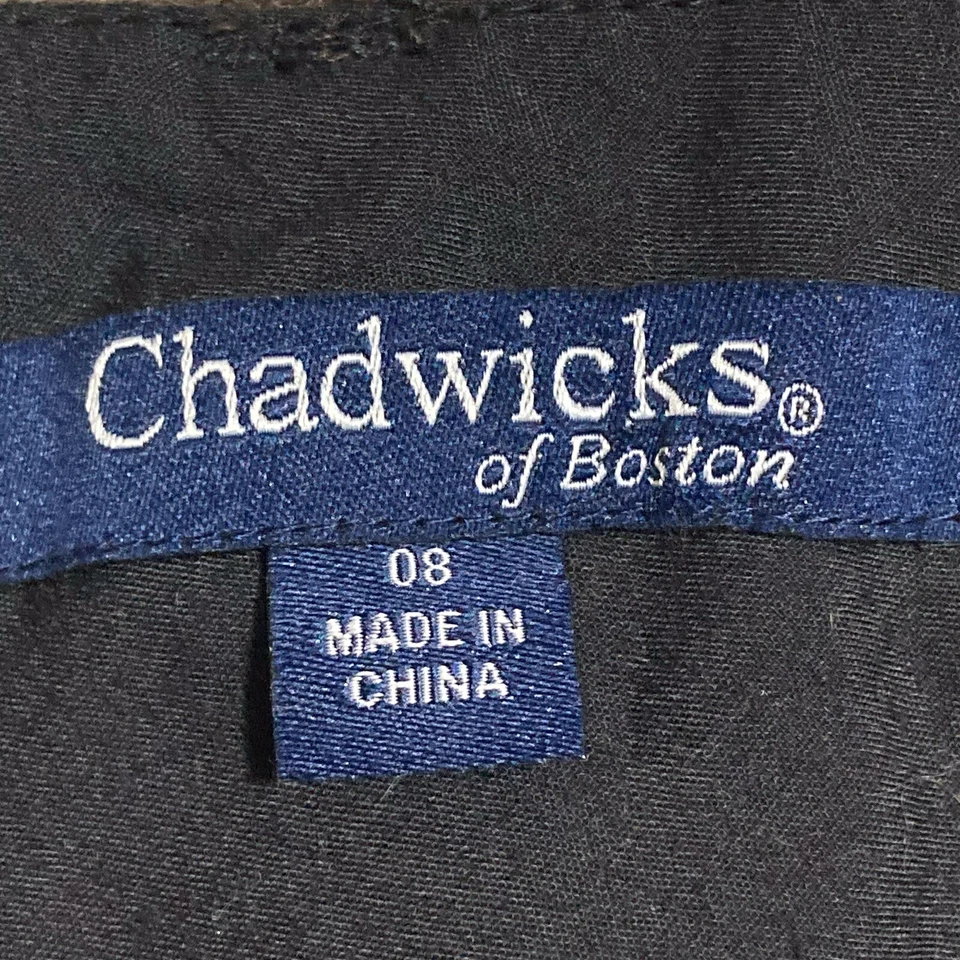 Chadwicks®
of Boston
08
MADE IN
CHINA